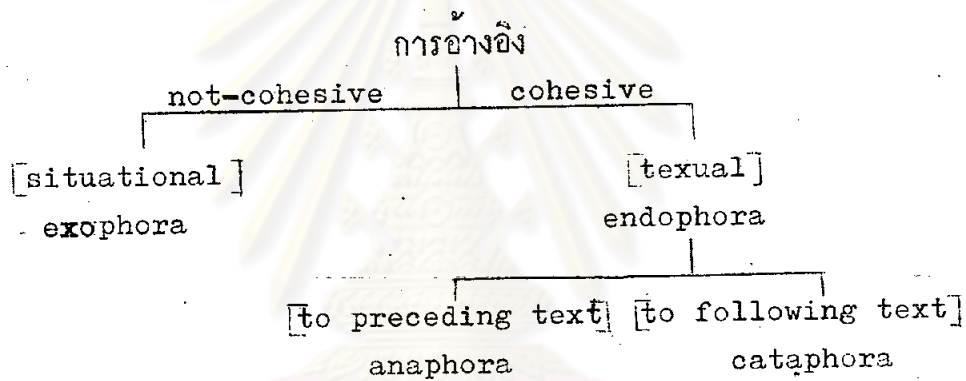 การอ้างอิง
not-cohesive cohesive
[situational] [texual]
exophora endophora
[to preceding text] [to following text]
anaphora cataphora